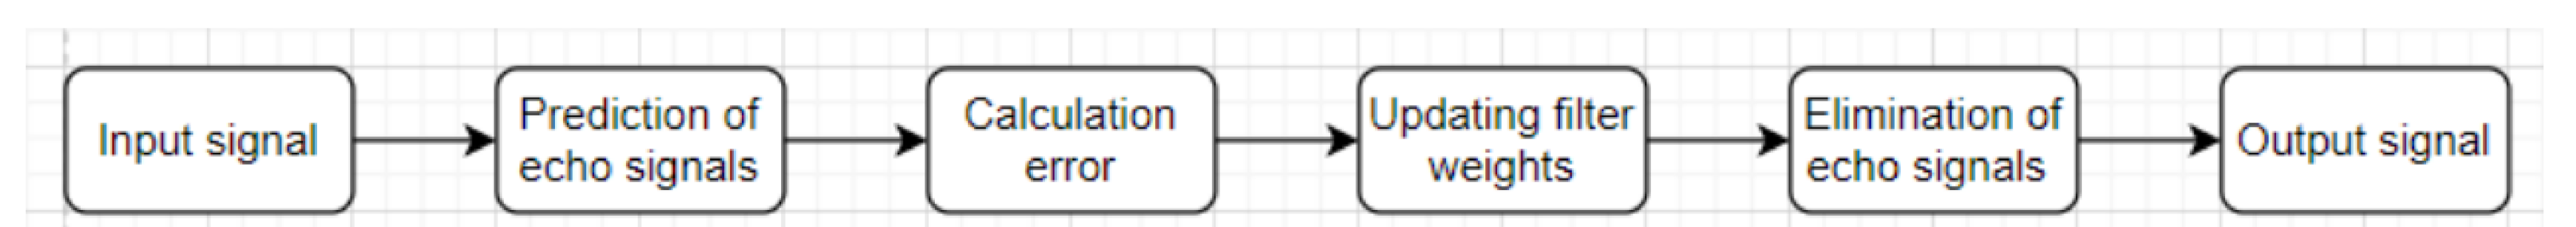 Input signal
Prediction of
echo signals
Calculation
error
Updating filter
weights
Elimination of
echo signals
Output signal